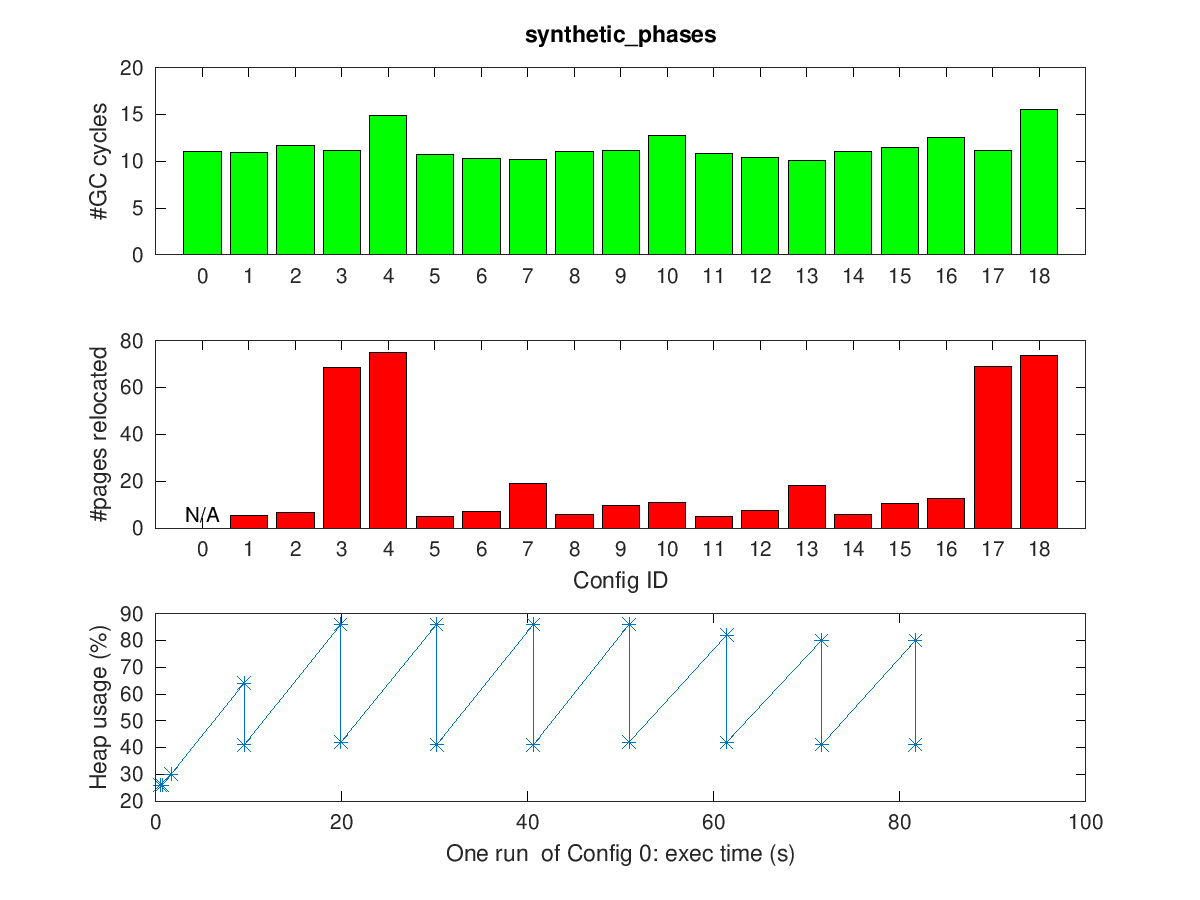 synthetic_phases
#GC cycles
20
15
10
5
0
0 1 2 3 4 5 6 7 8 9 10 11 12 13 14 15 16 17 18
#pages relocated
80
60
40
20
0
N/A
0 1 2 3 4 5 6 7 8 9 10 11 12 13 14 15 16 17 18
Config ID
Heap usage (%)
90
80
70
60
50
40
30
20
0 20 40 60 80 100
One run  of Config 0: exec time (s)